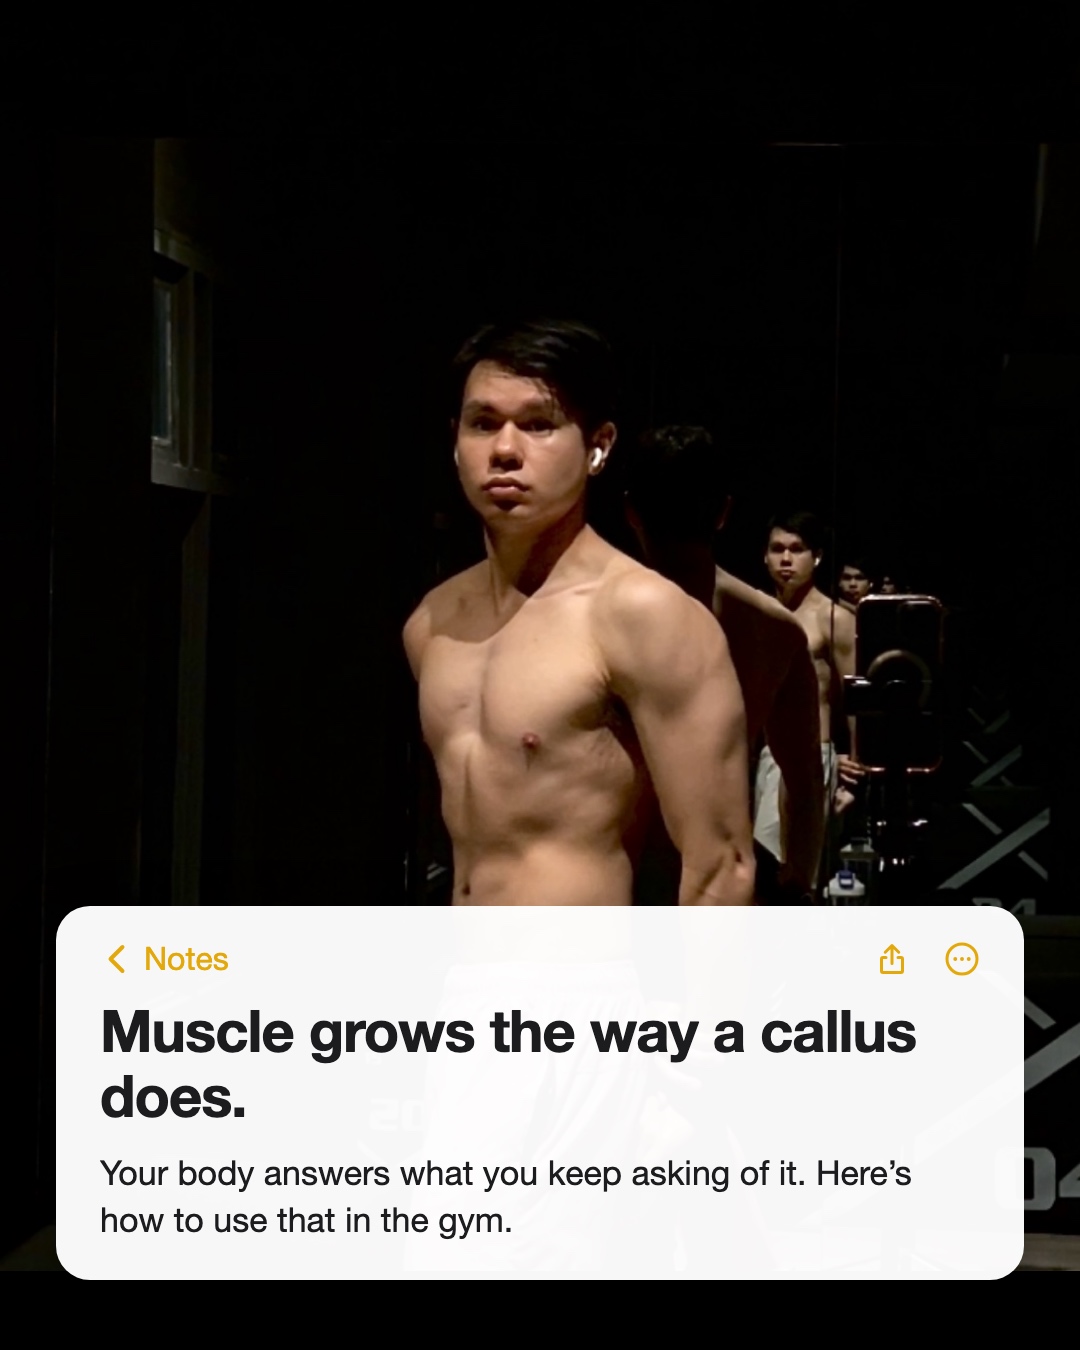 Notes
Muscle grows the way a callus
does.
Your body answers what you keep asking of it. Here’s
how to use that in the gym.
04